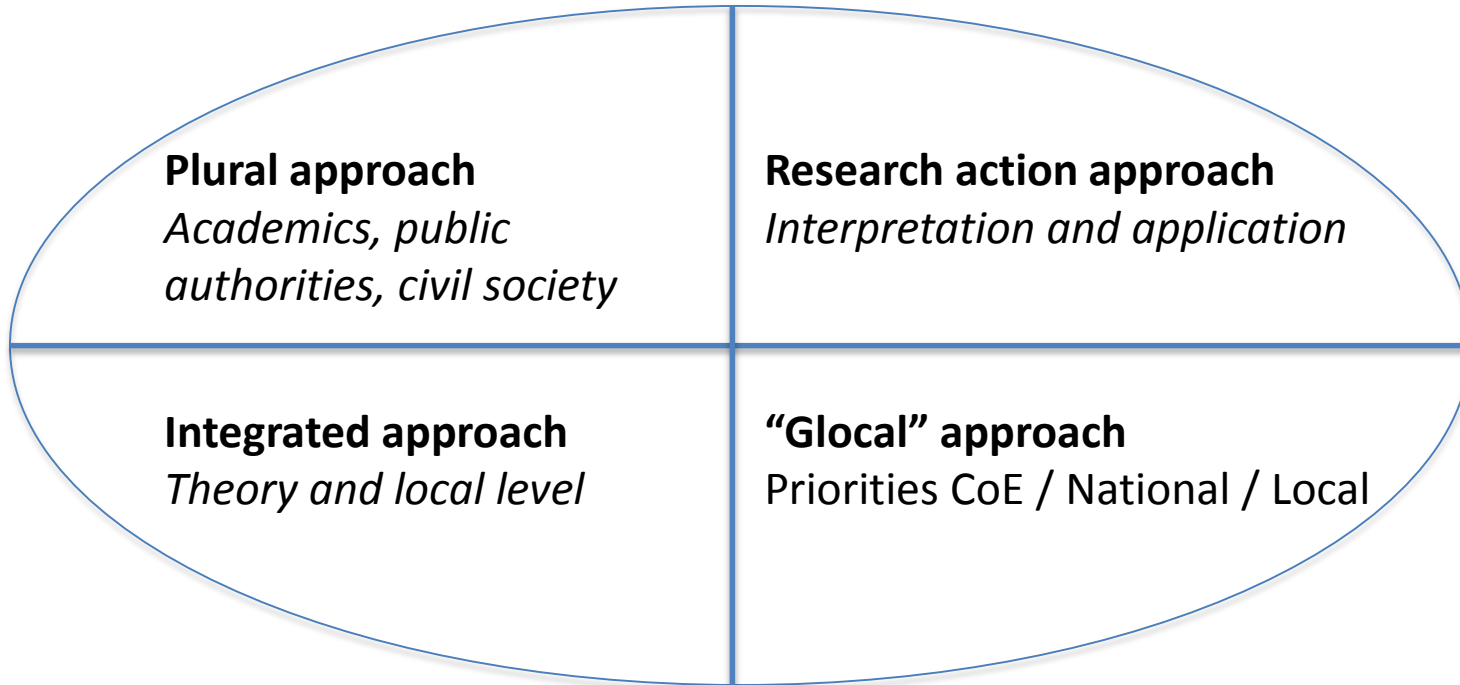 Plural approach
Academics, public
authorities, civil society
Research action approach
Interpretation and application
Integrated approach
Theory and local level
“Glocal” approach
Priorities CoE / National / Local